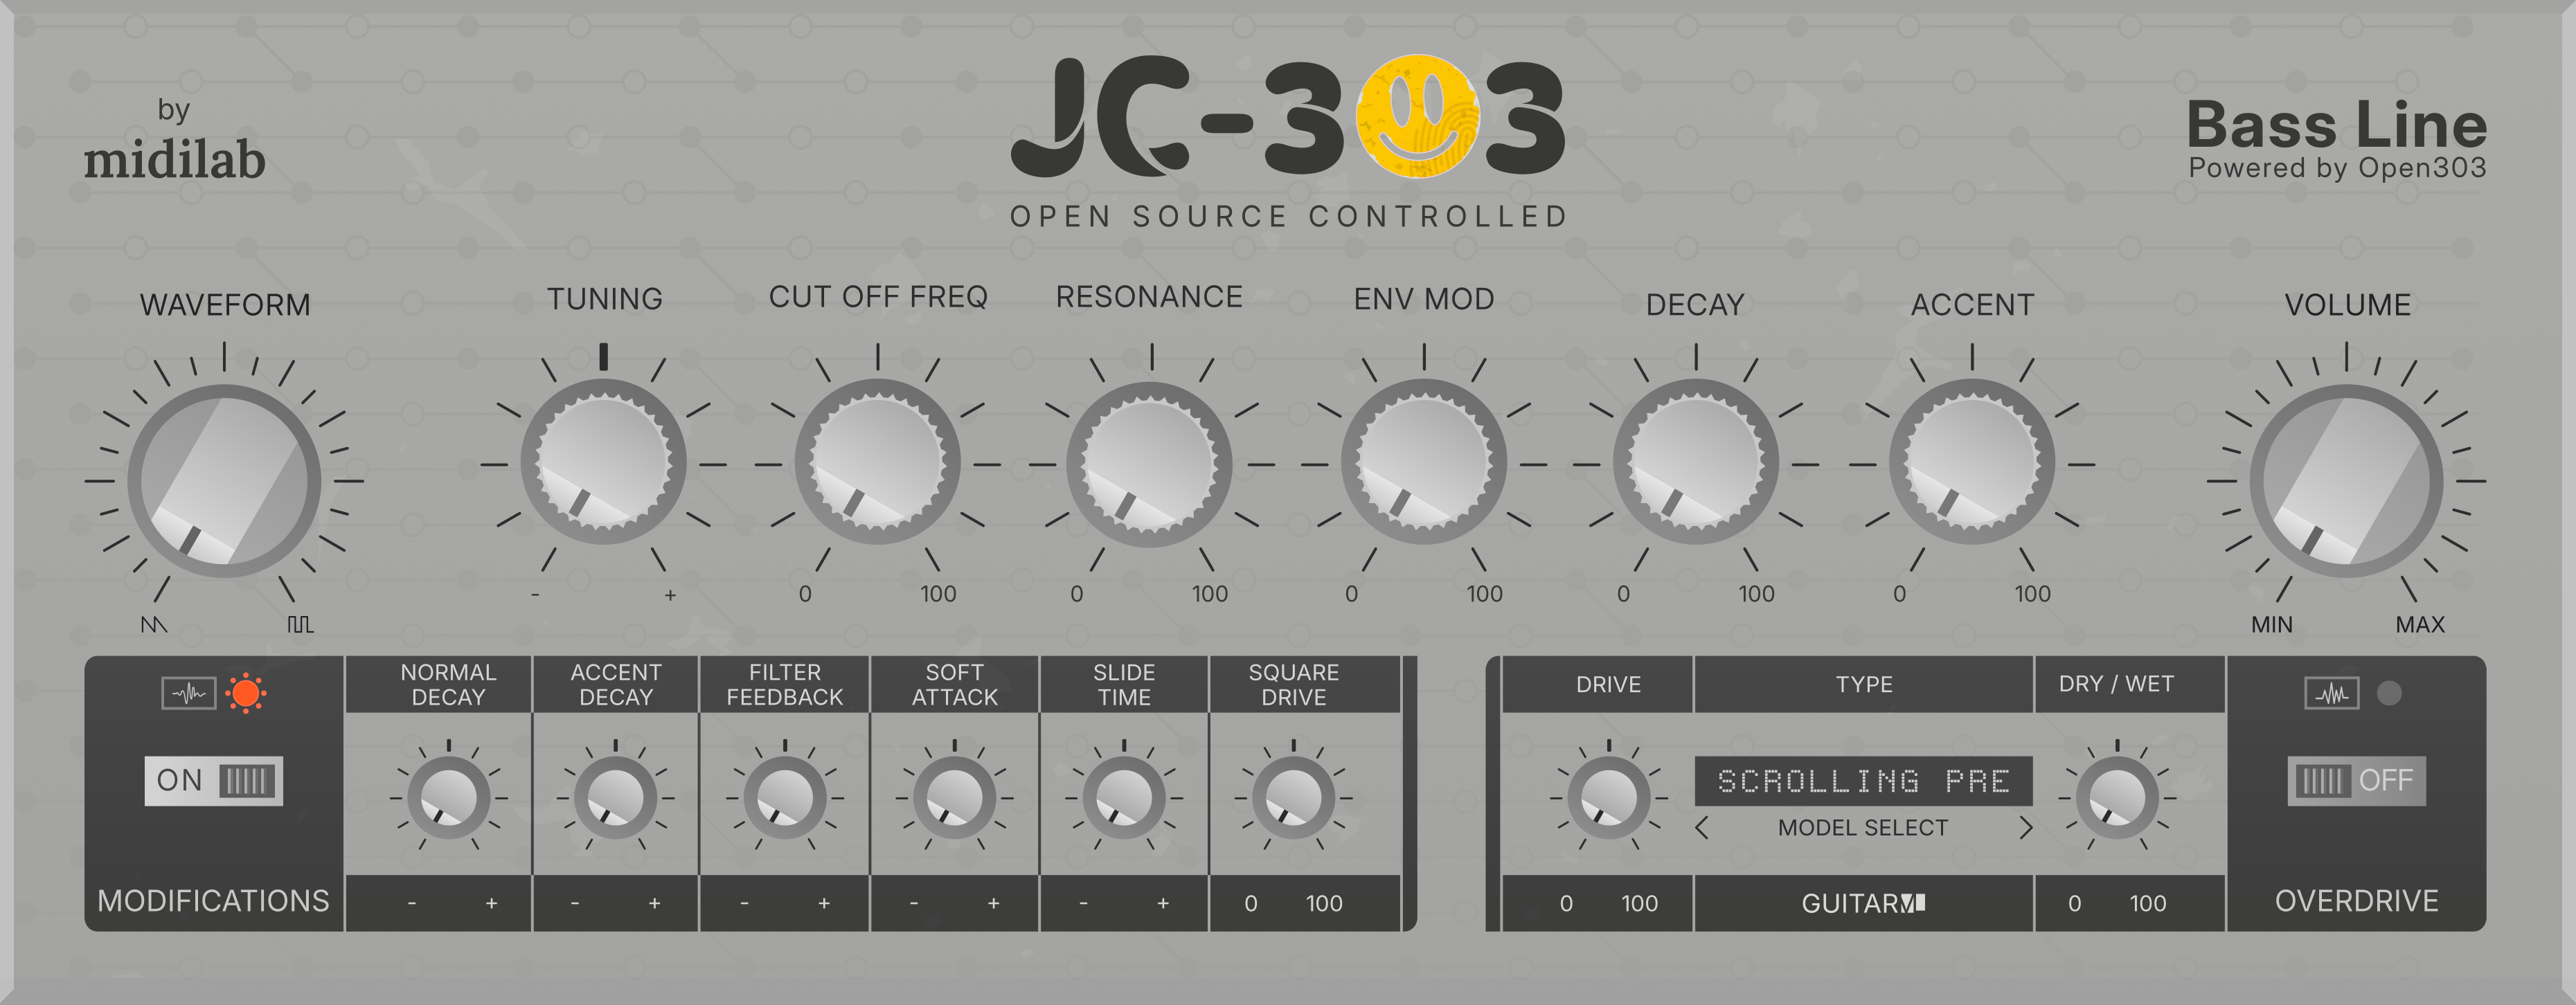 by
midilab
JC-303
OPEN SOURCE CONTROLLED
Bass Line
Powered by Open303
WAVEFORM
TUNING
CUT OFF FREQ
RESONANCE
ENV MOD
DECAY
ACCENT
VOLUME
- +
0 100
0 100
0 100
0 100
0 100
MIN MAX
ON
MODIFICATIONS
NORMAL
DECAY
- +
ACCENT
DECAY
- +
FILTER
FEEDBACK
- +
SOFT
ATTACK
- +
SLIDE
TIME
- +
SQUARE
DRIVE
0 100
DRIVE
0 100
TYPE
SCROLLING PRE
< MODEL SELECT >
GUITARML
DRY / WET
0 100
OFF
OVERDRIVE